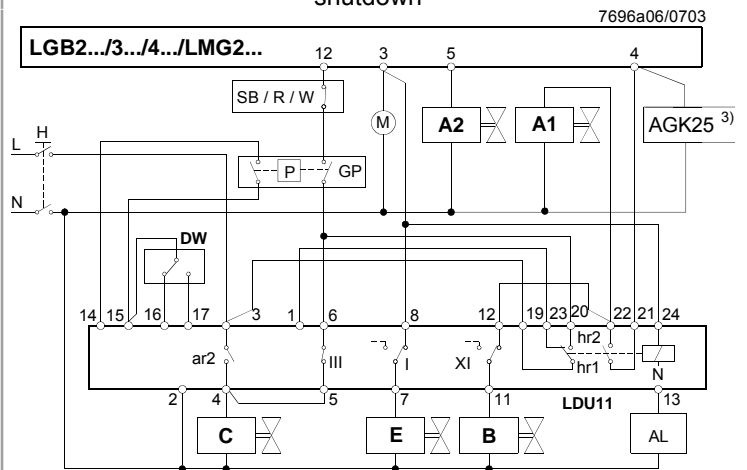 shutdown
7696a06/0703
LGB2.../3.../4.../LMG2...
12 3 5 4
SB / R / W
M A2 A1 AGK25 3)
H
L
P GP
N
DW
14 15 16 17 3 1 6 8 12 19 23 20 22 21 24
hr2
ar2 III I XI hr1
N
2 4 5 7 11 LDU11 13
C E B AL